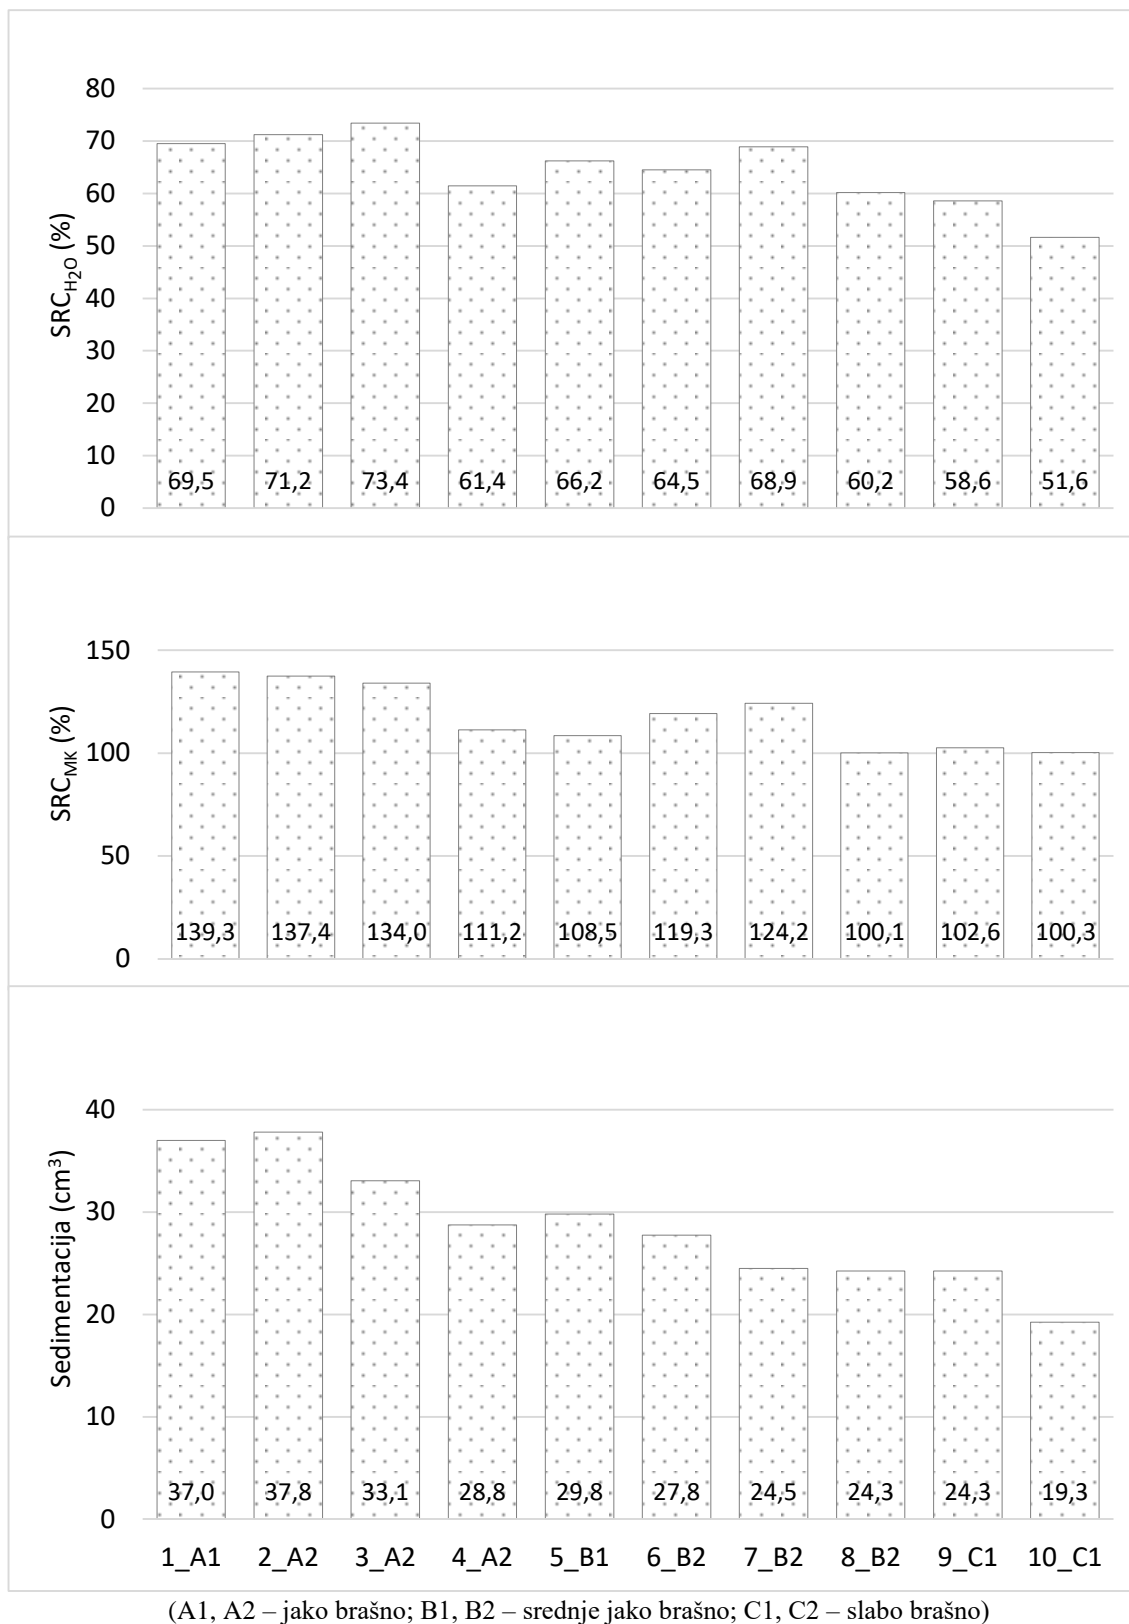 80
70
60
50
40
30
20
10
0
SRC_H₂O (%)
69,5 71,2 73,4 61,4 66,2 64,5 68,9 60,2 58,6 51,6
150
100
50
0
SRC_MK (%)
139,3 137,4 134,0 111,2 108,5 119,3 124,2 100,1 102,6 100,3
40
30
20
10
0
Sedimentacija (cm³)
37,0 37,8 33,1 28,8 29,8 27,8 24,5 24,3 24,3 19,3
1_A1 2_A2 3_A2 4_A2 5_B1 6_B2 7_B2 8_B2 9_C1 10_C1
(A1, A2 – jako brašno; B1, B2 – srednje jako brašno; C1, C2 – slabo brašno)